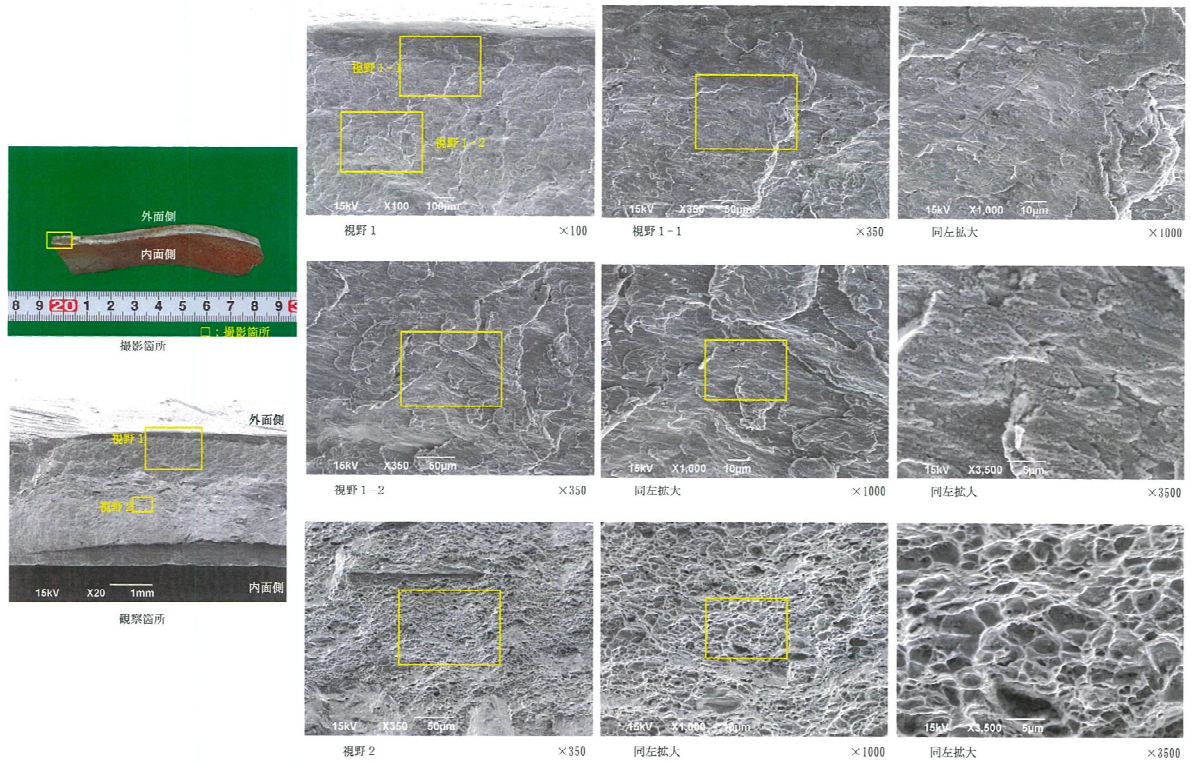 外面側
内面側
8 9 20 1 2 3 4 5 6 7 8 9 3
□：撮影箇所
撮影箇所
外面側
視野1
視野2
内面側
15kV X20 1mm
観察箇所
視野1-1
視野1-2
15kV X100 100μm
視野1 ×100
15kV X350 50μm
視野1-1 ×350
15kV X1,000 10μm
同左拡大 ×1000
15kV X350 50μm
視野1-2 ×350
15kV X1,000 10μm
同左拡大 ×1000
15kV X3,500 5μm
同左拡大 ×3500
15kV X350 50μm
視野2 ×350
15kV X1,000 10μm
同左拡大 ×1000
15kV X3,500 5μm
同左拡大 ×3500